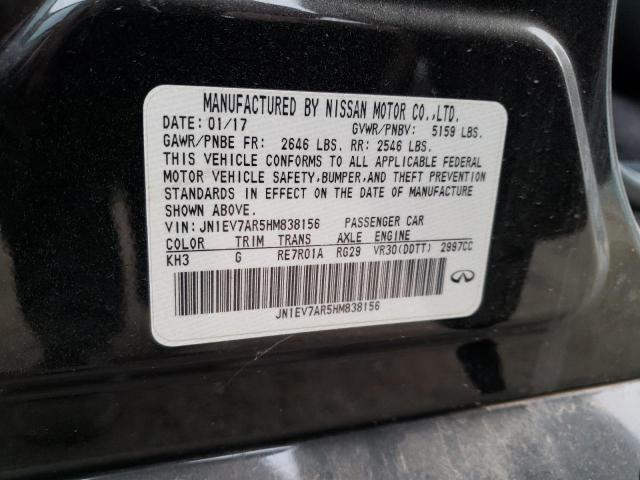 MANUFACTURED BY NISSAN MOTOR CO.,LTD.
DATE: 01/17 GVWR/PNBV: 5159 LBS.
GAWR/PNBE FR: 2646 LBS. RR: 2546 LBS.
THIS VEHICLE CONFORMS TO ALL APPLICABLE FEDERAL
MOTOR VEHICLE SAFETY,BUMPER,AND THEFT PREVENTION
STANDARDS IN EFFECT ON THE DATE OF MANUFACTURE
SHOWN ABOVE.
VIN: JN1EV7AR5HM838156 PASSENGER CAR
COLOR TRIM TRANS AXLE ENGINE
KH3 G RE7R01A RG29 VR30(DDTT) 2997CC
JN1EV7AR5HM838156